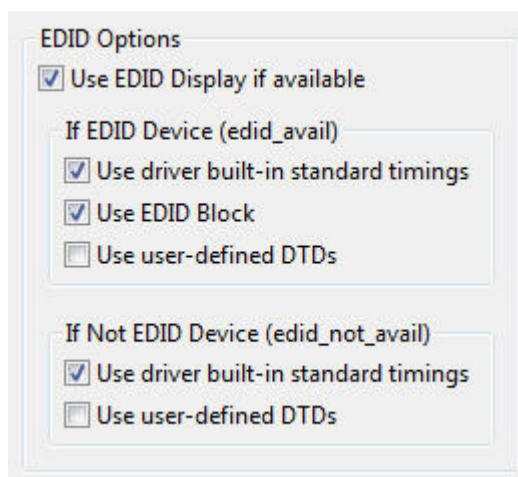 EDID Options
Use EDID Display if available
If EDID Device (edid_avail)
Use driver built-in standard timings
Use EDID Block
Use user-defined DTDs
If Not EDID Device (edid_not_avail)
Use driver built-in standard timings
Use user-defined DTDs